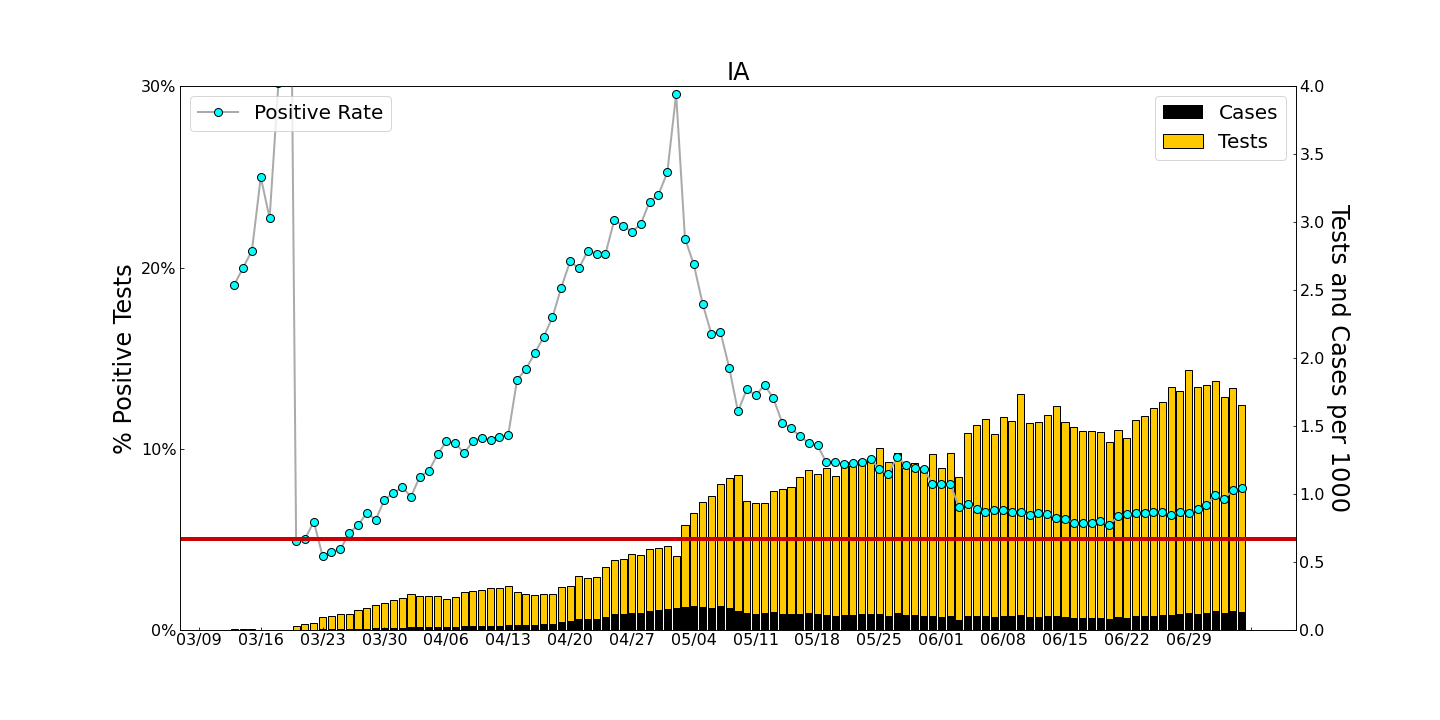 IA
30%
20%
10%
0%
% Positive Tests
Positive Rate
Cases
Tests
4.0
3.5
3.0
2.5
2.0
1.5
1.0
0.5
0.0
Tests and Cases per 1000
03/09 03/16 03/23 03/30 04/06 04/13 04/20 04/27 05/04 05/11 05/18 05/25 06/01 06/08 06/15 06/22 06/29